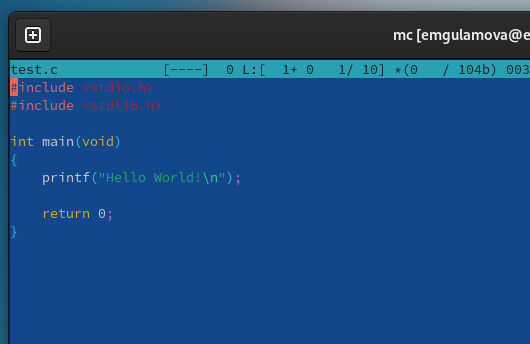 mc [emgulamova@e
test.c [----] 0 L:[ 1+ 0 1/ 10] *(0 / 104b) 003
#include <stdio.h>
#include <stdlib.h>
int main(void)
{
printf("Hello World!\n");
return 0;
}